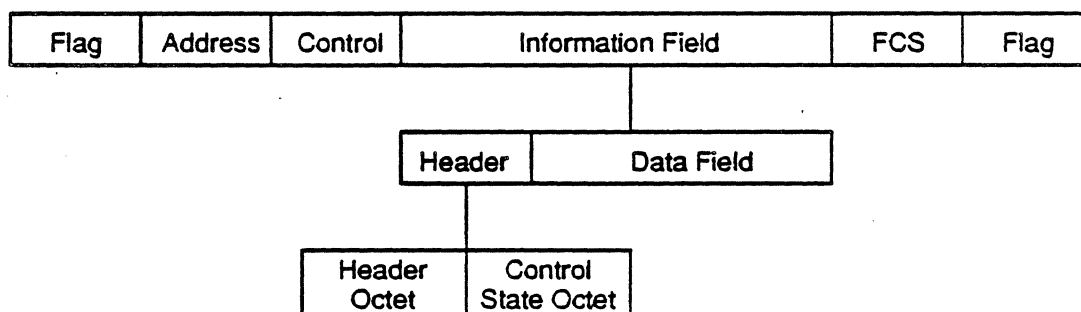 Flag Address Control Information Field FCS Flag
Header Data Field
Header Control
Octet State Octet